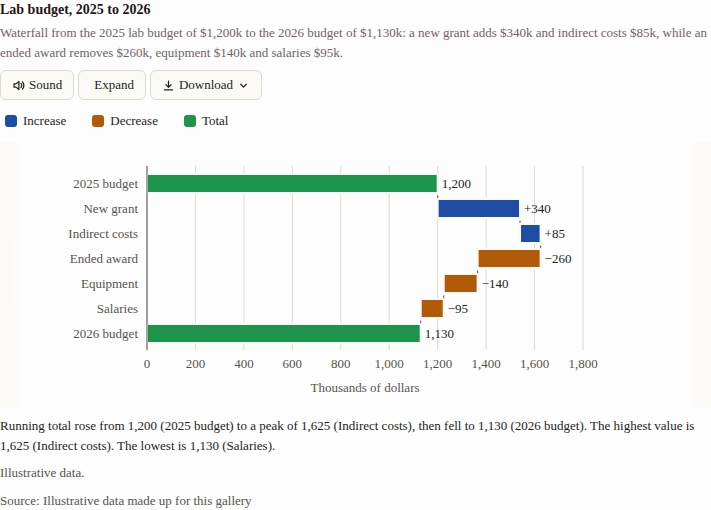 Lab budget, 2025 to 2026
Waterfall from the 2025 lab budget of $1,200k to the 2026 budget of $1,130k: a new grant adds $340k and indirect costs $85k, while an
ended award removes $260k, equipment $140k and salaries $95k.
Sound Expand Download
Increase Decrease Total
2025 budget 1,200
New grant +340
Indirect costs +85
Ended award −260
Equipment −140
Salaries −95
2026 budget 1,130
0 200 400 600 800 1,000 1,200 1,400 1,600 1,800
Thousands of dollars
Running total rose from 1,200 (2025 budget) to a peak of 1,625 (Indirect costs), then fell to 1,130 (2026 budget). The highest value is
1,625 (Indirect costs). The lowest is 1,130 (Salaries).
Illustrative data.
Source: Illustrative data made up for this gallery